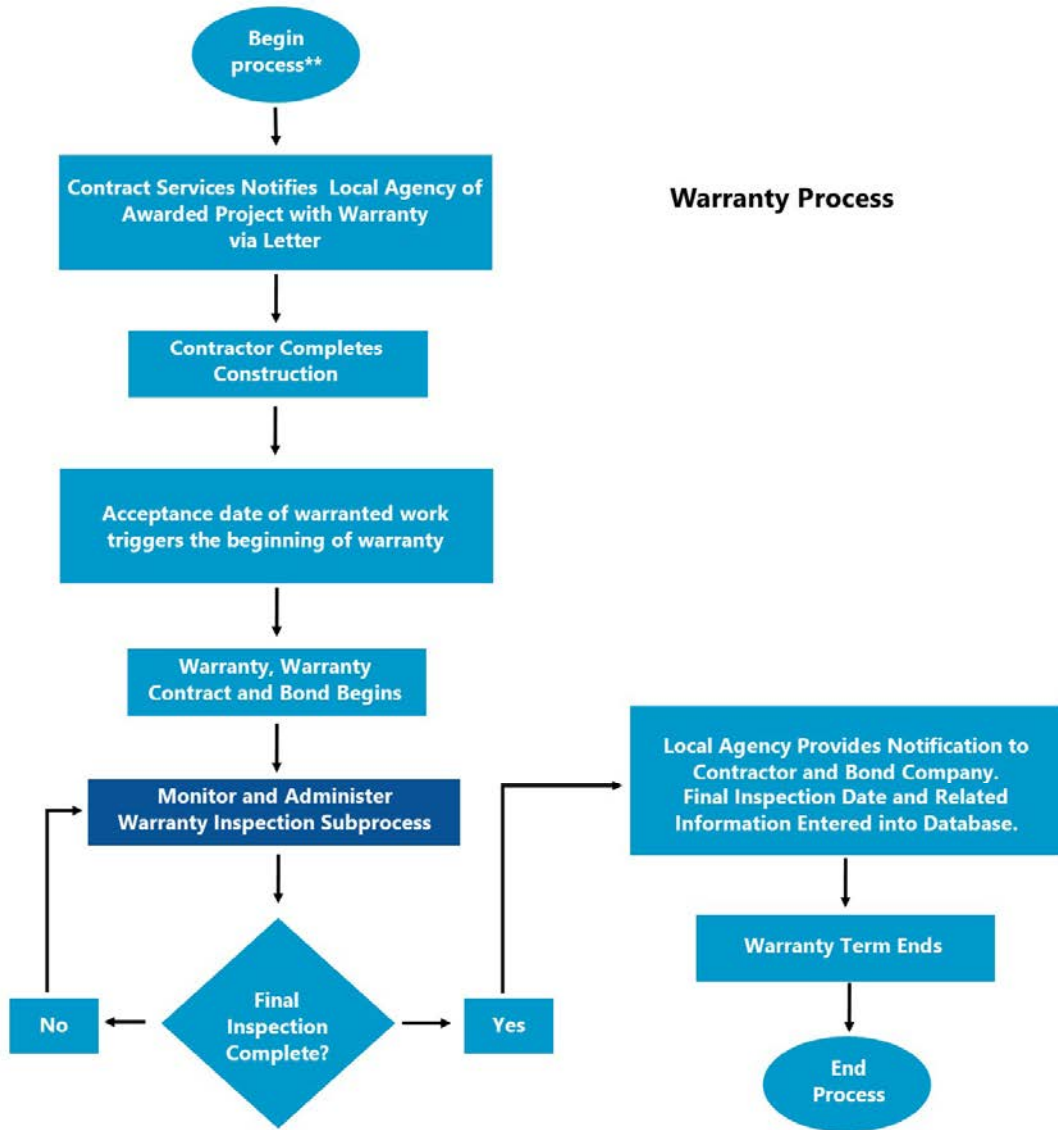 Begin
process**
Contract Services Notifies Local Agency of
Awarded Project with Warranty
via Letter
Warranty Process
Contractor Completes
Construction
Acceptance date of warranted work
triggers the beginning of warranty
Warranty, Warranty
Contract and Bond Begins
Monitor and Administer
Warranty Inspection Subprocess
Final
Inspection
Complete?
No
Yes
Local Agency Provides Notification to
Contractor and Bond Company.
Final Inspection Date and Related
Information Entered into Database.
Warranty Term Ends
End
Process